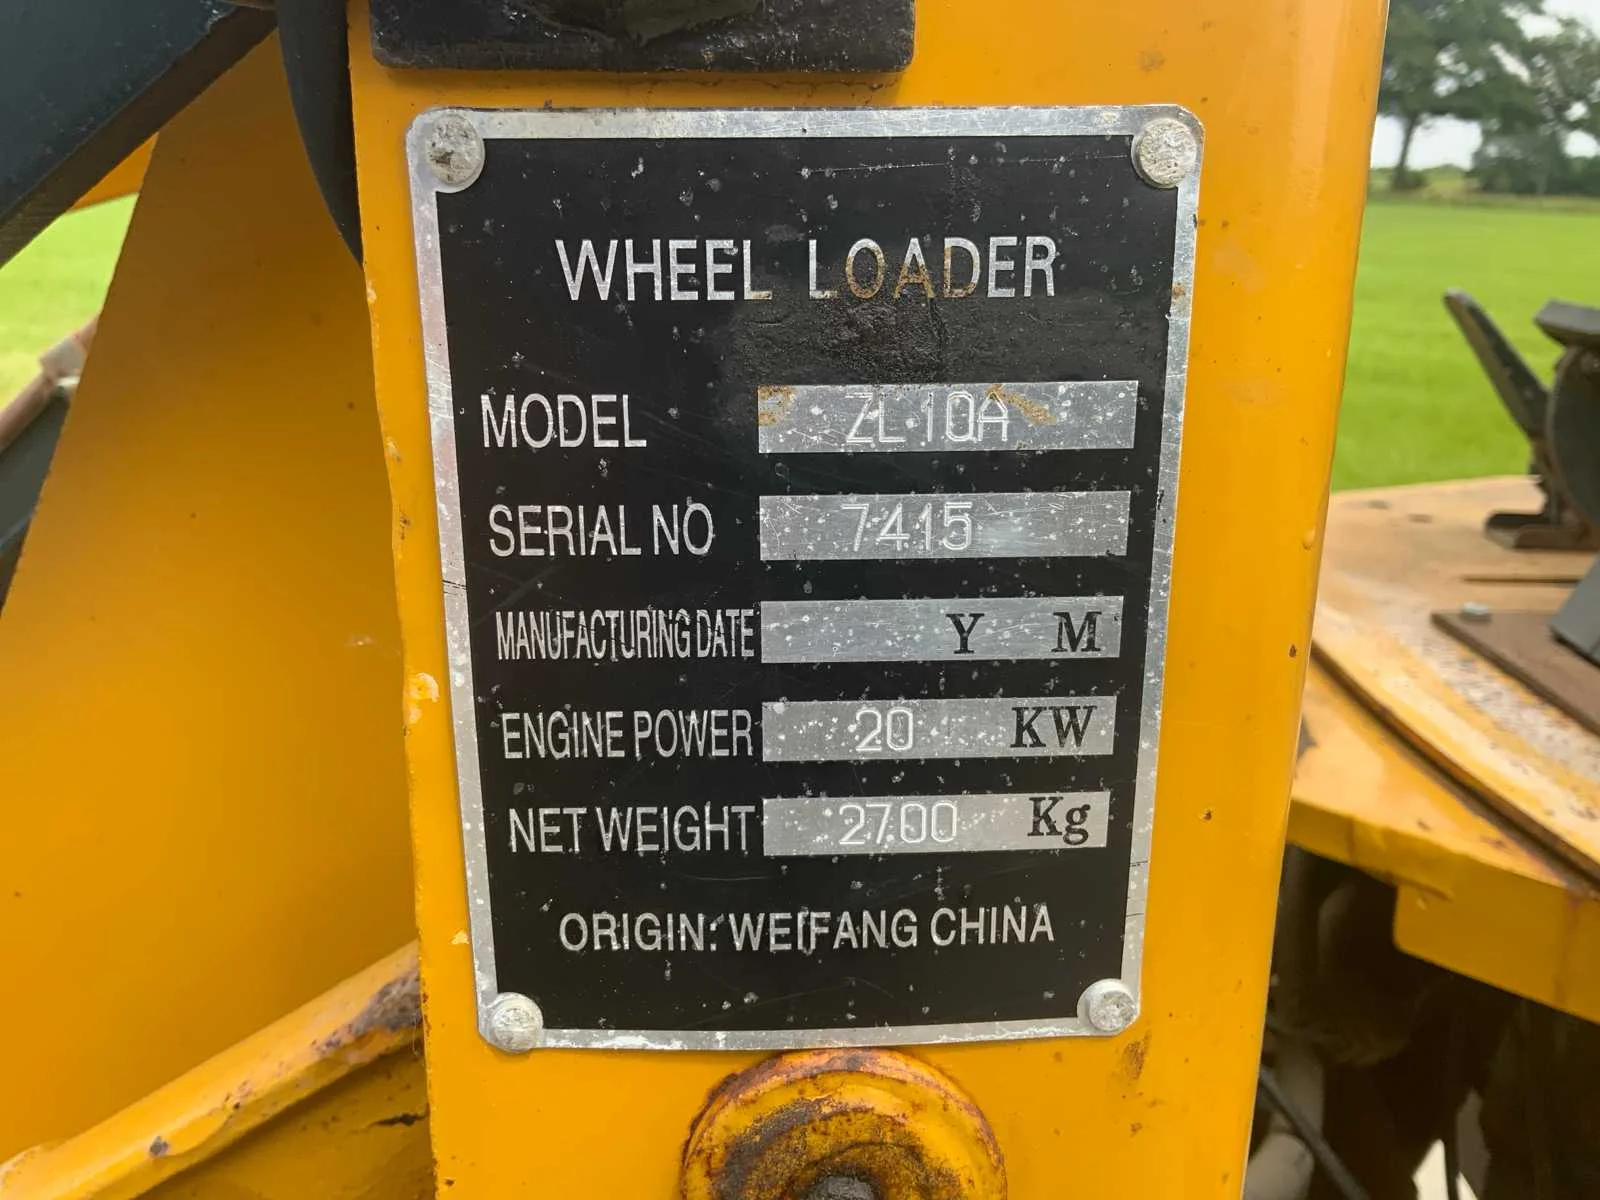 WHEEL LOADER
MODEL ZL10A
SERIAL NO 7415
MANUFACTURING DATE Y M
ENGINE POWER 20 KW
NET WEIGHT 2700 Kg
ORIGIN: WEIFANG CHINA